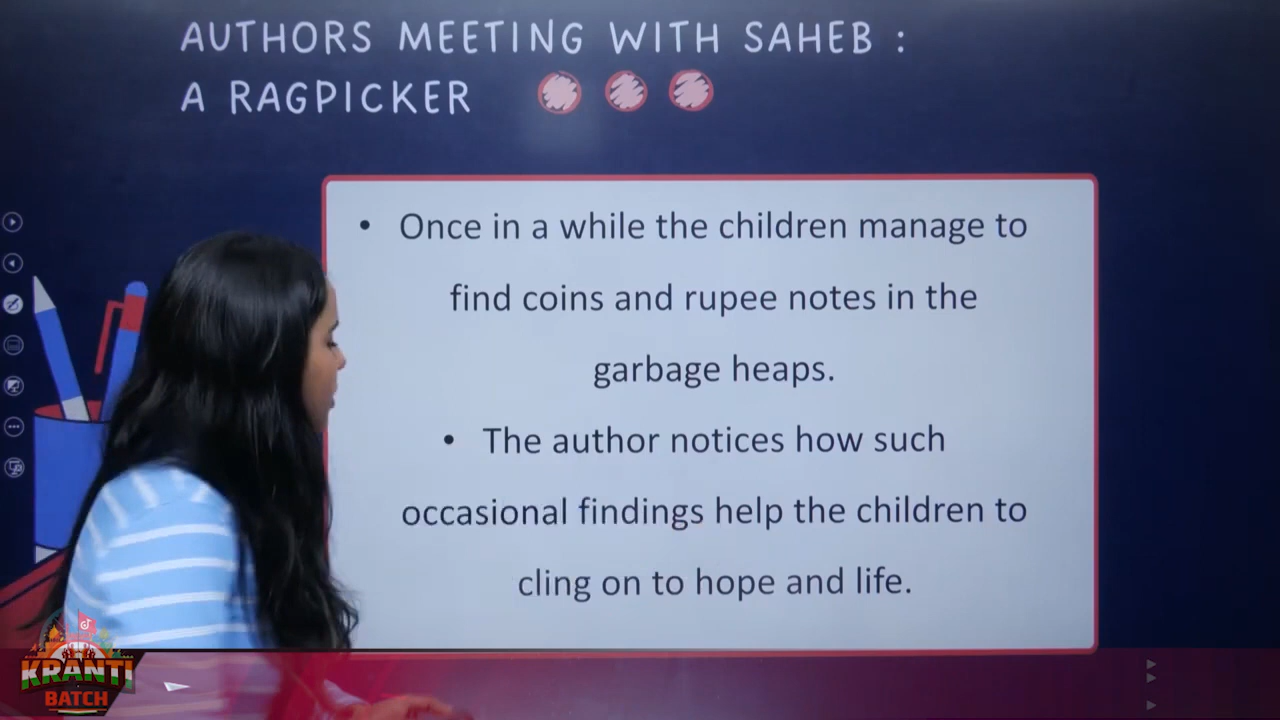 AUTHORS MEETING WITH SAHEB :
A RAGPICKER
• Once in a while the children manage to
find coins and rupee notes in the
garbage heaps.
• The author notices how such
occasional findings help the children to
cling on to hope and life.
KRANTI
BATCH